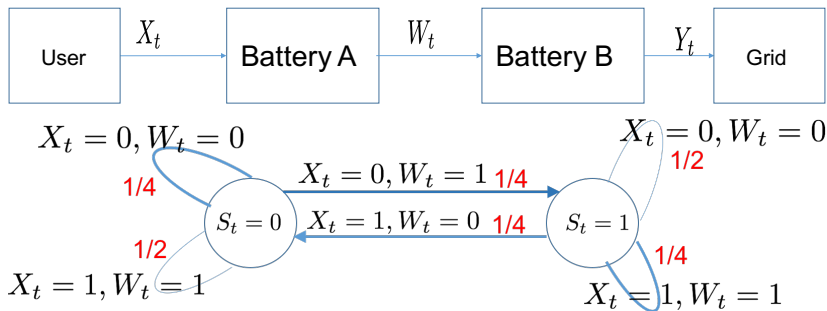 User
X_t
Battery A
W_t
Battery B
Y_t
Grid
X_t = 0, W_t = 0
X_t = 0, W_t = 0
1/4
X_t = 0, W_t = 1 1/4
1/2
S_t = 0
X_t = 1, W_t = 0 1/4
S_t = 1
1/2
1/4
X_t = 1, W_t = 1
X_t = 1, W_t = 1